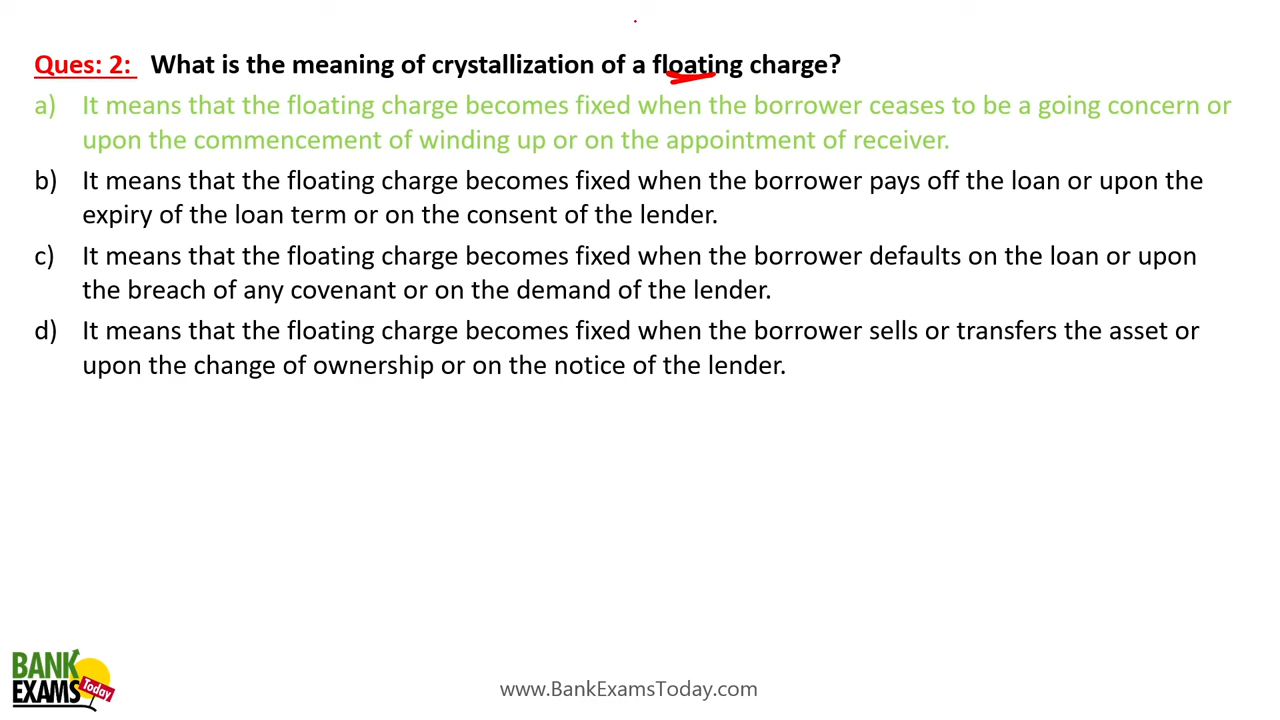 Ques: 2: What is the meaning of crystallization of a floating charge?
a) It means that the floating charge becomes fixed when the borrower ceases to be a going concern or
upon the commencement of winding up or on the appointment of receiver.
b) It means that the floating charge becomes fixed when the borrower pays off the loan or upon the
expiry of the loan term or on the consent of the lender.
c) It means that the floating charge becomes fixed when the borrower defaults on the loan or upon
the breach of any covenant or on the demand of the lender.
d) It means that the floating charge becomes fixed when the borrower sells or transfers the asset or
upon the change of ownership or on the notice of the lender.
BANK
EXAMS
Today
www.BankExamsToday.com